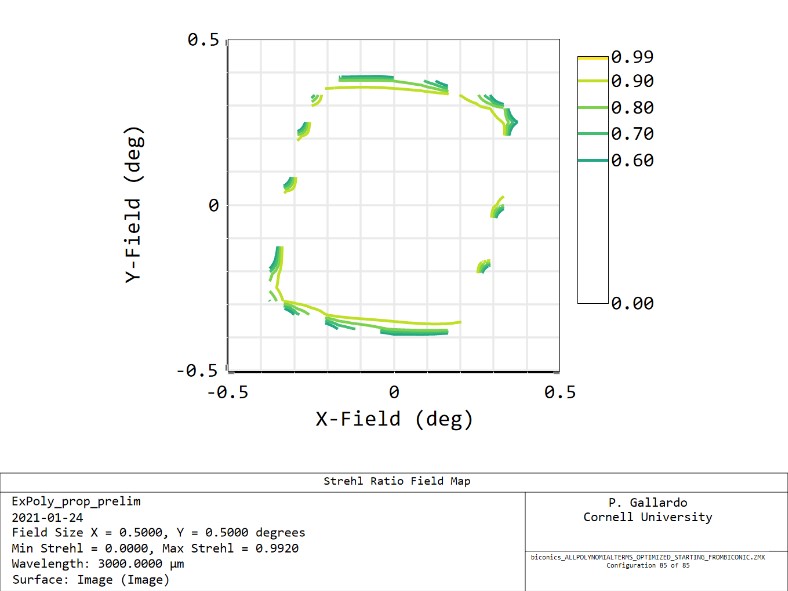 0.5
0
-0.5
Y-Field (deg)
-0.5
0
0.5
X-Field (deg)
0.99
0.90
0.80
0.70
0.60
0.00
Strehl Ratio Field Map
ExPoly_prop_prelim
2021-01-24
Field Size X = 0.5000, Y = 0.5000 degrees
Min Strehl = 0.0000, Max Strehl = 0.9920
Wavelength: 3000.0000 µm
Surface: Image (Image)
P. Gallardo
Cornell University
biconics_ALLPOLYNOMIALTERMS_OPTIMIZED_STARTING_FROMBICONIC.ZMX
Configuration 85 of 85